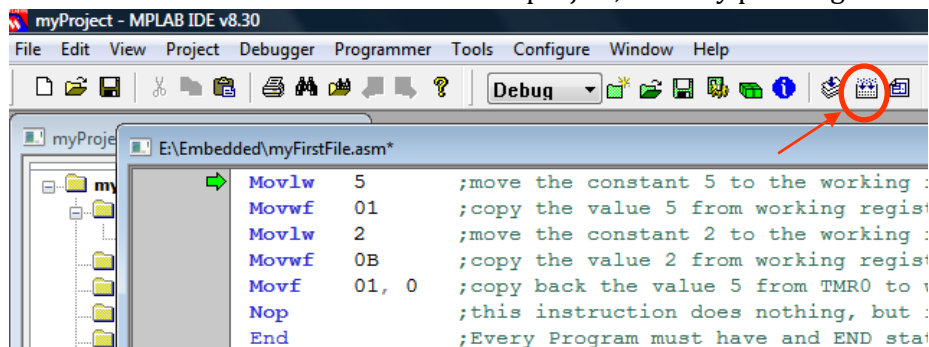 myProject - MPLAB IDE v8.30
File Edit View Project Debugger Programmer Tools Configure Window Help
Debug
myProje
E:\Embedded\myFirstFile.asm*
my
Movlw 5 ;move the constant 5 to the working
Movwf 01 ;copy the value 5 from working regist
Movlw 2 ;move the constant 2 to the working
Movwf 0B ;copy the value 2 from working regist
Movf 01, 0 ;copy back the value 5 from TMR0 to
Nop ;this instruction does nothing, but
End ;Every Program must have and END stat